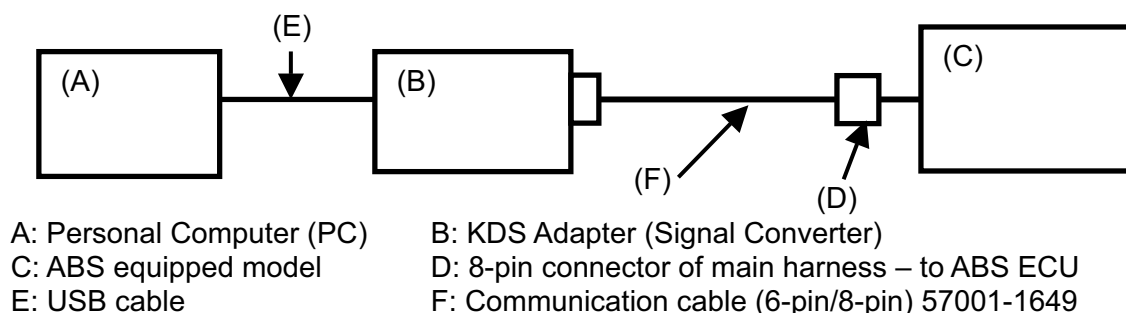 (E)
(A)
(B)
(C)
(F)
(D)
A: Personal Computer (PC) B: KDS Adapter (Signal Converter)
C: ABS equipped model D: 8-pin connector of main harness – to ABS ECU
E: USB cable F: Communication cable (6-pin/8-pin) 57001-1649